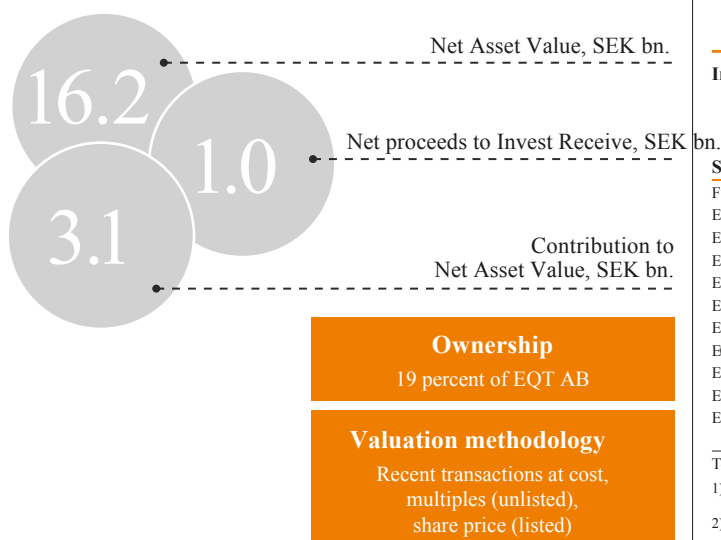 16.2
Net Asset Value, SEK bn.
1.0
Net proceeds to Invest Receive, SEK bn.
3.1
Contribution to
Net Asset Value, SEK bn.
Ownership
19 percent of EQT AB
Valuation methodology
Recent transactions at cost,
multiples (unlisted),
share price (listed)
S
F
E
E
E
E
E
E
E
E
E
E
T
1)
2)